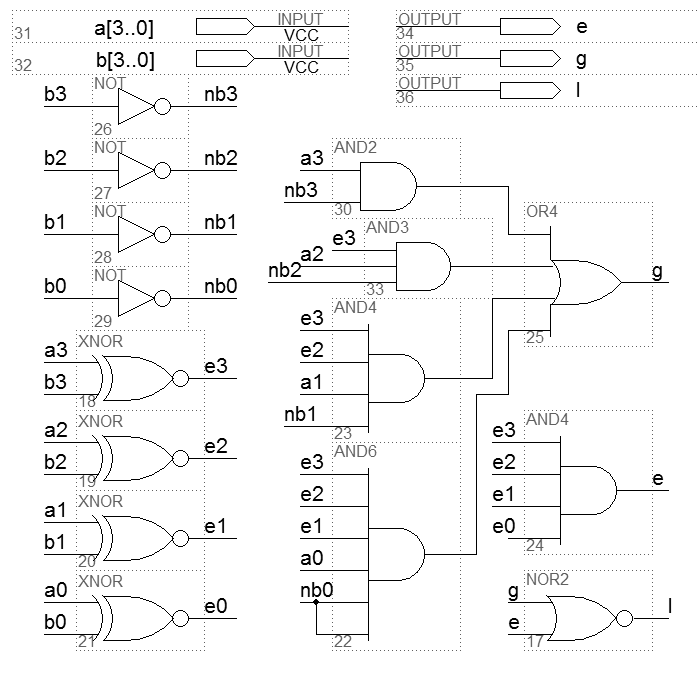 31 a[3..0] INPUT VCC
32 b[3..0] INPUT VCC
OUTPUT 34 e
OUTPUT 35 g
OUTPUT 36 l
b3 NOT nb3
26
b2 NOT nb2
27
b1 NOT nb1
28
b0 NOT nb0
29
XNOR
a3
b3
e3
18
XNOR
a2
b2
e2
19
XNOR
a1
b1
e1
20
XNOR
a0
b0
e0
21
AND2
a3
nb3
30
AND3
e3
a2
nb2
33
AND4
e3
e2
a1
nb1
23
AND6
e3
e2
e1
a0
nb0
22
OR4
g
25
AND4
e3
e2
e1
e0
e
24
NOR2
g
e
l
17